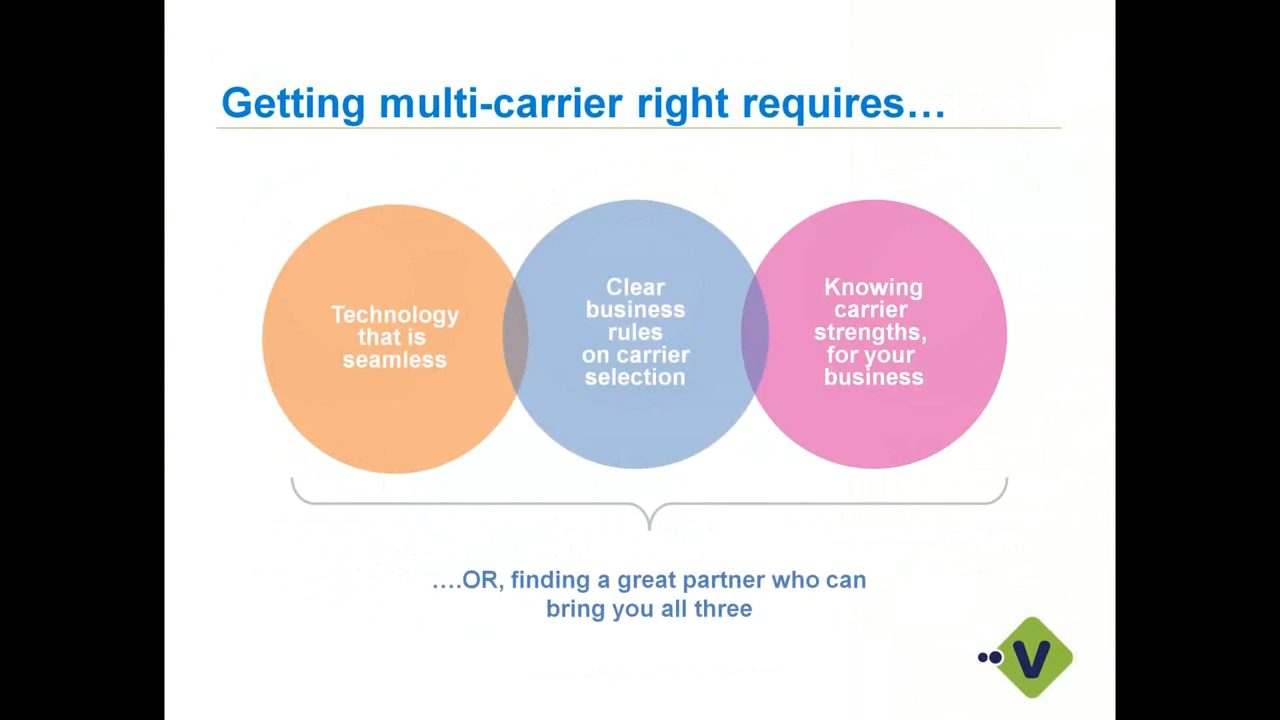 Getting multi-carrier right requires…
Technology
that is
seamless
Clear
business
rules
on carrier
selection
Knowing
carrier
strengths,
for your
business
….OR, finding a great partner who can
bring you all three
V